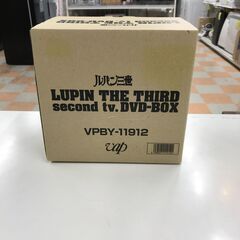 ルパン三世
LUPIN THE THIRD
second tv. DVD-BOX
VPBY-11912
vap